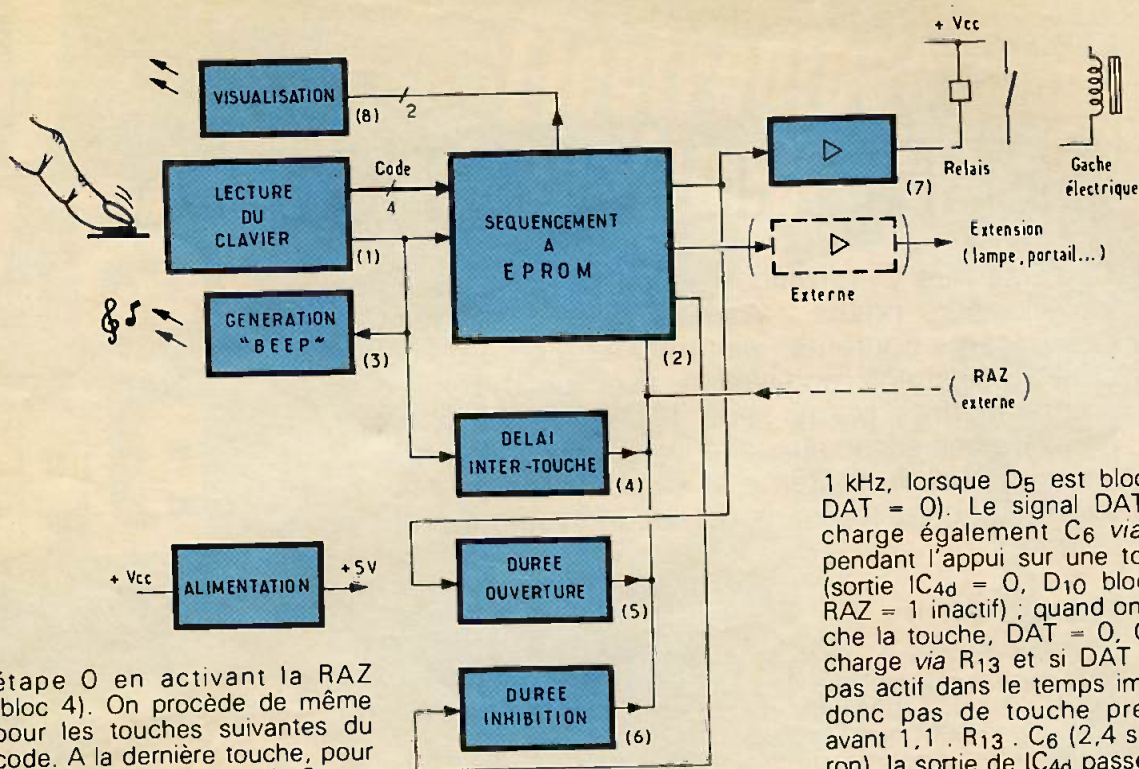 + Vcc
VISUALISATION
(8)
2
LECTURE
DU
CLAVIER
(1)
Code
4
SEQUENCEMENT
A
EPROM
(2)
(7)
Relais
Gache
électrique
Extension
(lampe, portail...)
Externe
GENERATION
"BEEP"
(3)
( RAZ )
externe
DELAI
INTER-TOUCHE
(4)
+ Vcc
ALIMENTATION
+5V
DUREE
OUVERTURE
(5)
DUREE
INHIBITION
(6)
étape 0 en activant la RAZ
bloc 4). On procède de même
pour les touches suivantes du
code. A la dernière touche, pour
1 kHz, lorsque D5 est bloc
DAT = 0). Le signal DAT
charge également C6 via
pendant l'appui sur une to
(sortie IC4d = 0, D10 bloc
RAZ = 1 inactif) ; quand on
che la touche, DAT = 0, C
charge via R13 et si DAT
pas actif dans le temps im
donc pas de touche pre
avant 1,1 . R13 . C6 (2,4 s
ron), la sortie de IC4d passe